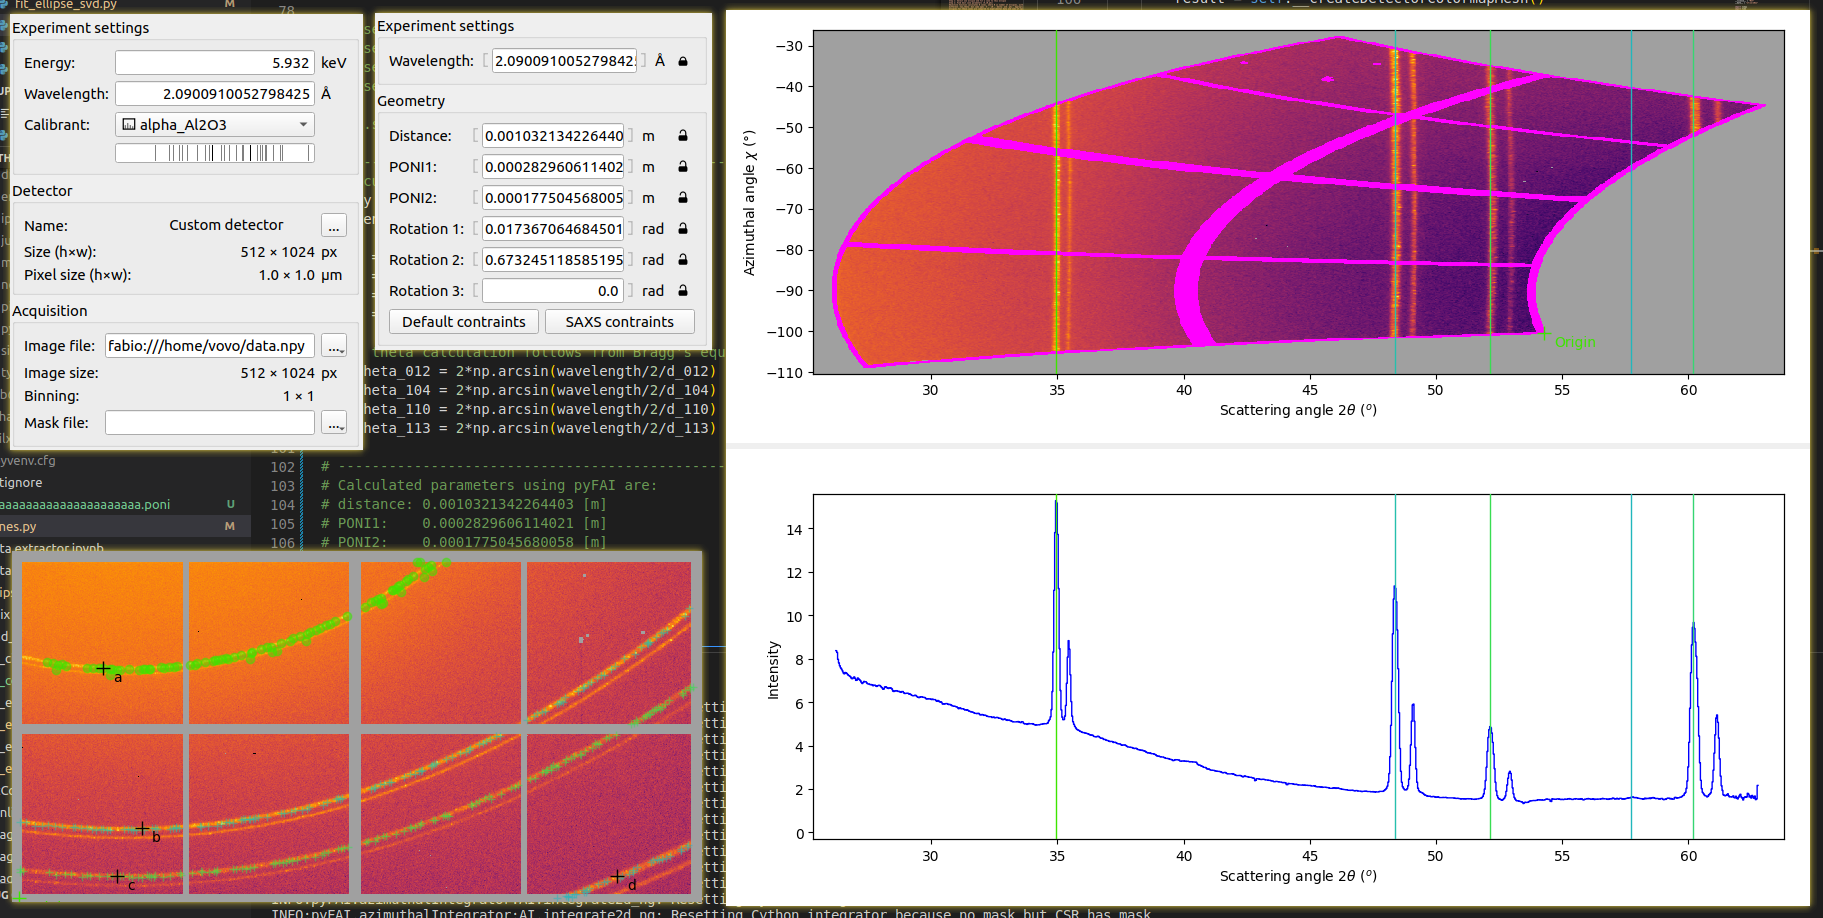 fit_ellipse_svd.py M
Experiment settings
Energy: 5.932 keV
Wavelength: 2.0900910052798425 Å
Calibrant: alpha_Al2O3
Detector
Name: Custom detector ...
Size (h×w): 512 × 1024 px
Pixel size (h×w): 1.0 × 1.0 μm
Acquisition
Image file: fabio:///home/vovo/data.npy ...
Image size: 512 × 1024 px
Binning: 1 × 1
Mask file: ...
Experiment settings
Wavelength: [ 2.090091005279842 ] Å
Geometry
Distance: [ 0.001032134226440 ] m
PONI1: [ 0.000282960611402 ] m
PONI2: [ 0.000177504568005 ] m
Rotation 1: [ 0.017367064684501 ] rad
Rotation 2: [ 0.673245118585195 ] rad
Rotation 3: [ 0.0 ] rad
Default contraints SAXS contraints
78
theta calculation follows from Bragg's equ
heta_012 = 2*np.arcsin(wavelength/2/d_012)
heta_104 = 2*np.arcsin(wavelength/2/d_104)
heta_110 = 2*np.arcsin(wavelength/2/d_110)
heta_113 = 2*np.arcsin(wavelength/2/d_113)
102 # ----------------------------------------------
103 # Calculated parameters using pyFAI are:
104 # distance: 0.0010321342264403 [m]
105 # PONI1: 0.0002829606114021 [m]
106 # PONI2: 0.0001775045680058 [m]
yvenv.cfg
tignore
aaaaaaaaaaaaaaaaaaaaa.poni U
nes.py M
ta extractor.ipynb
a
b
c
d
Azimuthal angle χ (°)
−30
−40
−50
−60
−70
−80
−90
−100
−110
Origin
30 35 40 45 50 55 60
Scattering angle 2θ (°)
Intensity
14
12
10
8
6
4
2
0
30 35 40 45 50 55 60
Scattering angle 2θ (°)
INFO:pyFAI.azimuthalIntegrator:AI.integrate2d_ng: Resetting Cython integrator because no mask but CSR has mask